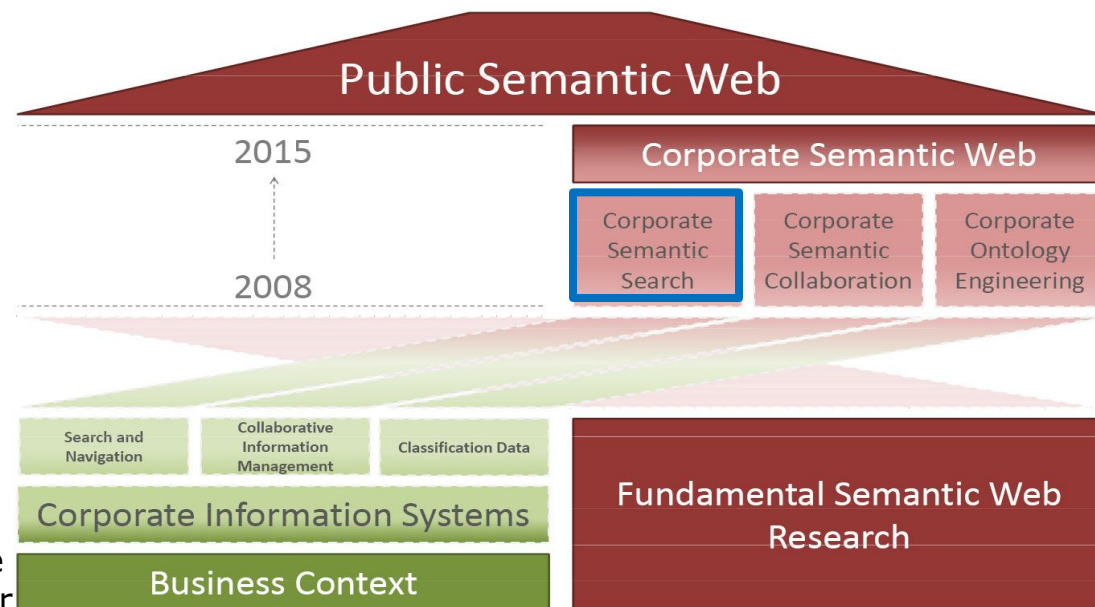 Public Semantic Web
2015
2008
Corporate Semantic Web
Corporate
Semantic
Search
Corporate
Semantic
Collaboration
Corporate
Ontology
Engineering
Search and
Navigation
Collaborative
Information
Management
Classification Data
Corporate Information Systems
Business Context
Fundamental Semantic Web
Research